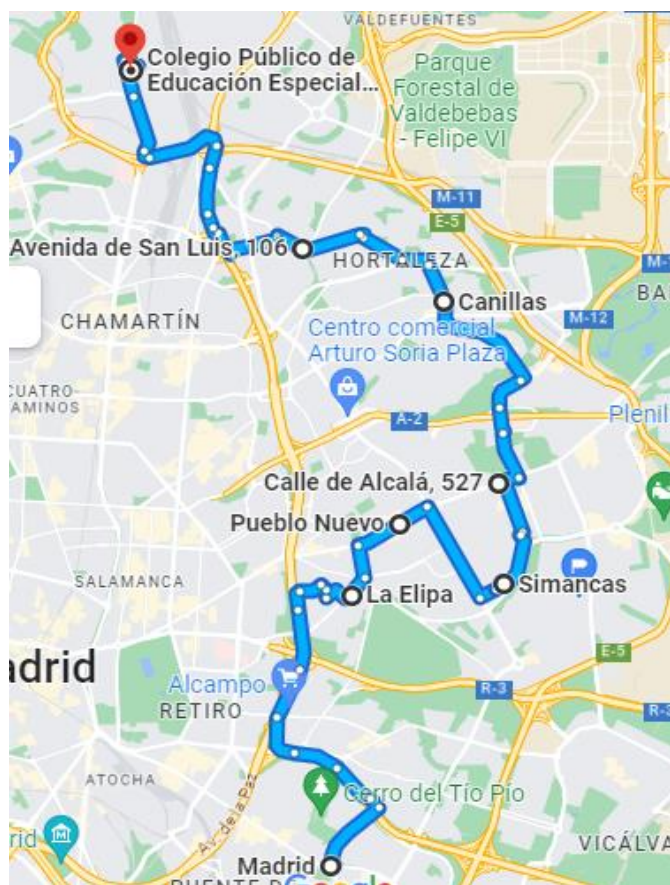 VALDEFUENTES
Colegio Público de
Educación Especial...
Parque
Forestal de
Valdebebas
- Felipe VI
M-11
E-5
Avenida de San Luis, 106
HORTALEZA
M-
BA
Canillas
CHAMARTÍN
M-12
Centro comercial
Arturo Soria Plaza
CUATRO
CAMINOS
A-2
Plenil
Calle de Alcalá, 527
Pueblo Nuevo
SALAMANCA
La Elipa
Simancas
E-5
adrid
Alcampo
R-3
RETIRO
R-3
ATOCHA
Av. de la Paz
Cerro del Tío Pío
rid
VICÁLVA
Madrid
PUENTE D